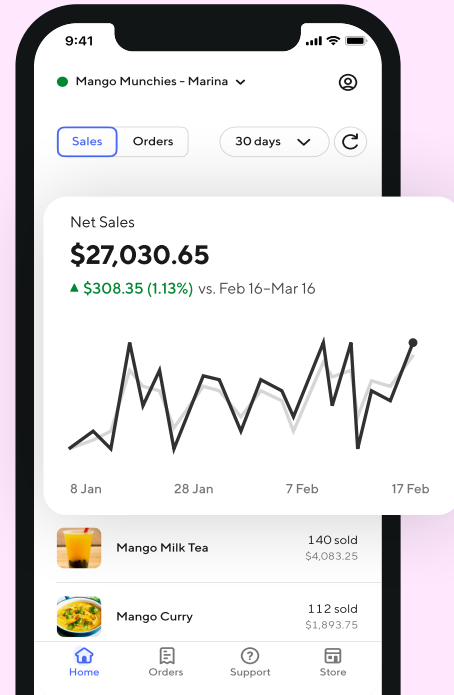 9:41
Mango Munchies - Marina
Sales Orders 30 days
Net Sales
$27,030.65
$308.35 (1.13%) vs. Feb 16–Mar 16
8 Jan 28 Jan 7 Feb 17 Feb
Mango Milk Tea
140 sold
$4,083.25
Mango Curry
112 sold
$1,893.75
Home Orders Support Store